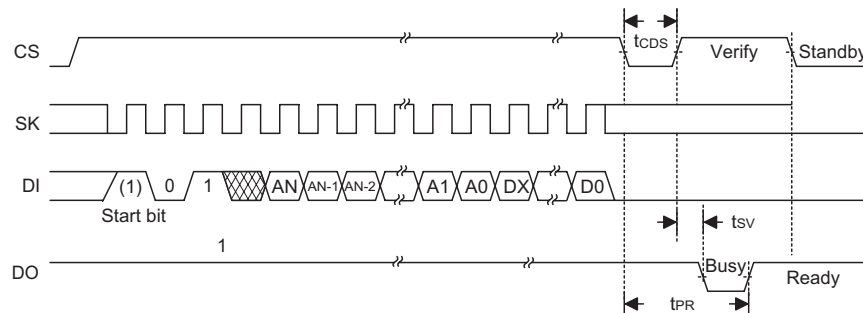 tCDS
CS Verify Standby
SK
DI (1) 0 1 AN AN-1 AN-2 A1 A0 DX D0
Start bit
tSV
1
DO Busy Ready
tPR